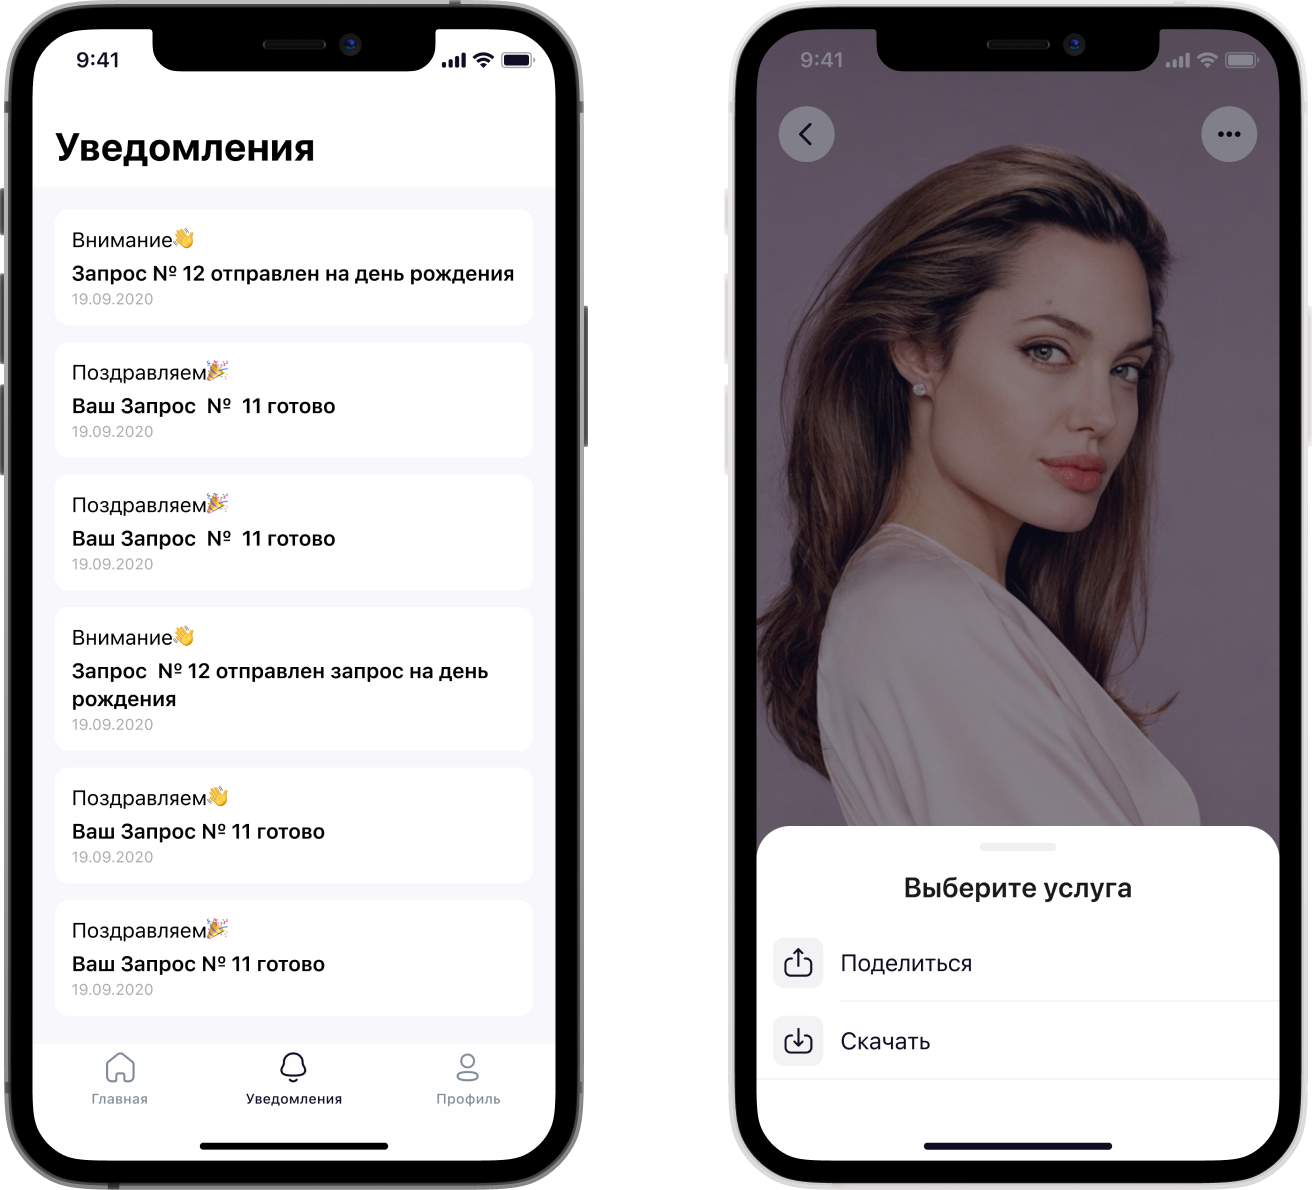 9:41
Уведомления
Внимание👋
Запрос № 12 отправлен на день рождения
19.09.2020
Поздравляем🎉
Ваш Запрос  №  11 готово
19.09.2020
Поздравляем🎉
Ваш Запрос  №  11 готово
19.09.2020
Внимание👋
Запрос  № 12 отправлен запрос на день
рождения
19.09.2020
Поздравляем👋
Ваш Запрос № 11 готово
19.09.2020
Поздравляем🎉
Ваш Запрос № 11 готово
19.09.2020
Главная
Уведомления
Профиль
9:41
Выберите услуга
Поделиться
Скачать